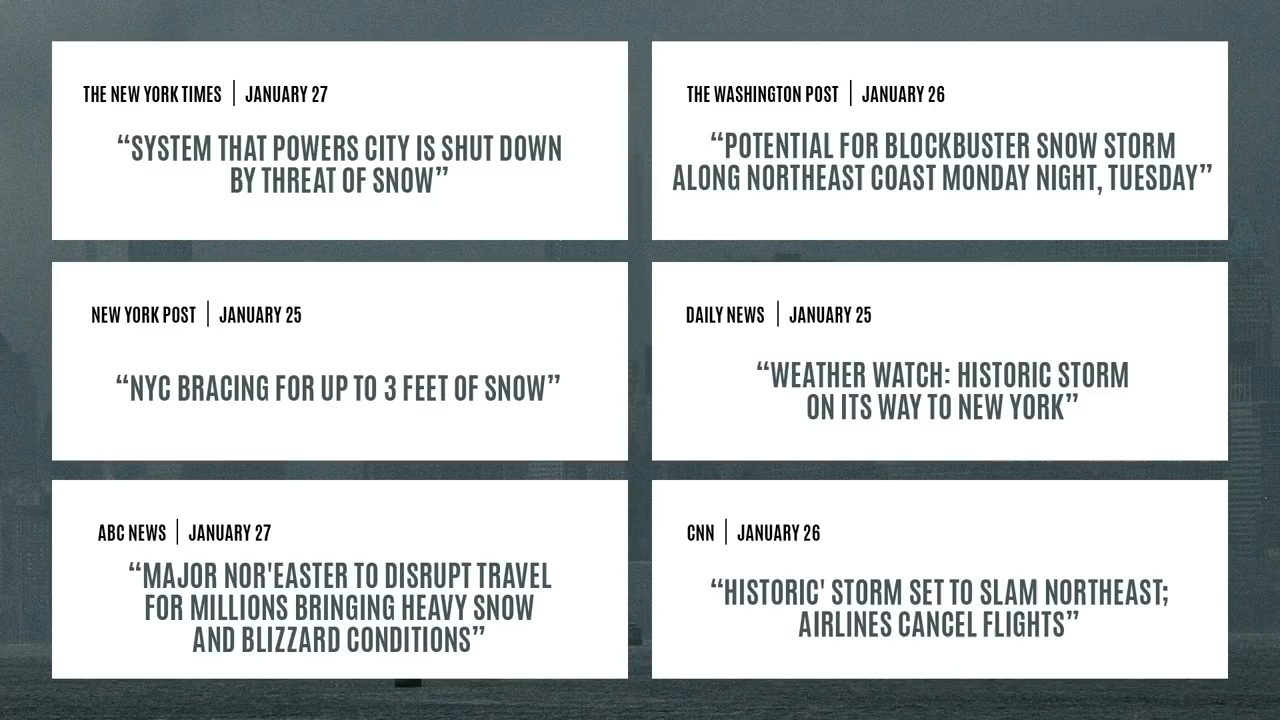 THE NEW YORK TIMES | JANUARY 27
“SYSTEM THAT POWERS CITY IS SHUT DOWN
BY THREAT OF SNOW”
THE WASHINGTON POST | JANUARY 26
“POTENTIAL FOR BLOCKBUSTER SNOW STORM
ALONG NORTHEAST COAST MONDAY NIGHT, TUESDAY”
NEW YORK POST | JANUARY 25
“NYC BRACING FOR UP TO 3 FEET OF SNOW”
DAILY NEWS | JANUARY 25
“WEATHER WATCH: HISTORIC STORM
ON ITS WAY TO NEW YORK”
ABC NEWS | JANUARY 27
“MAJOR NOR'EASTER TO DISRUPT TRAVEL
FOR MILLIONS BRINGING HEAVY SNOW
AND BLIZZARD CONDITIONS”
CNN | JANUARY 26
“HISTORIC' STORM SET TO SLAM NORTHEAST;
AIRLINES CANCEL FLIGHTS”